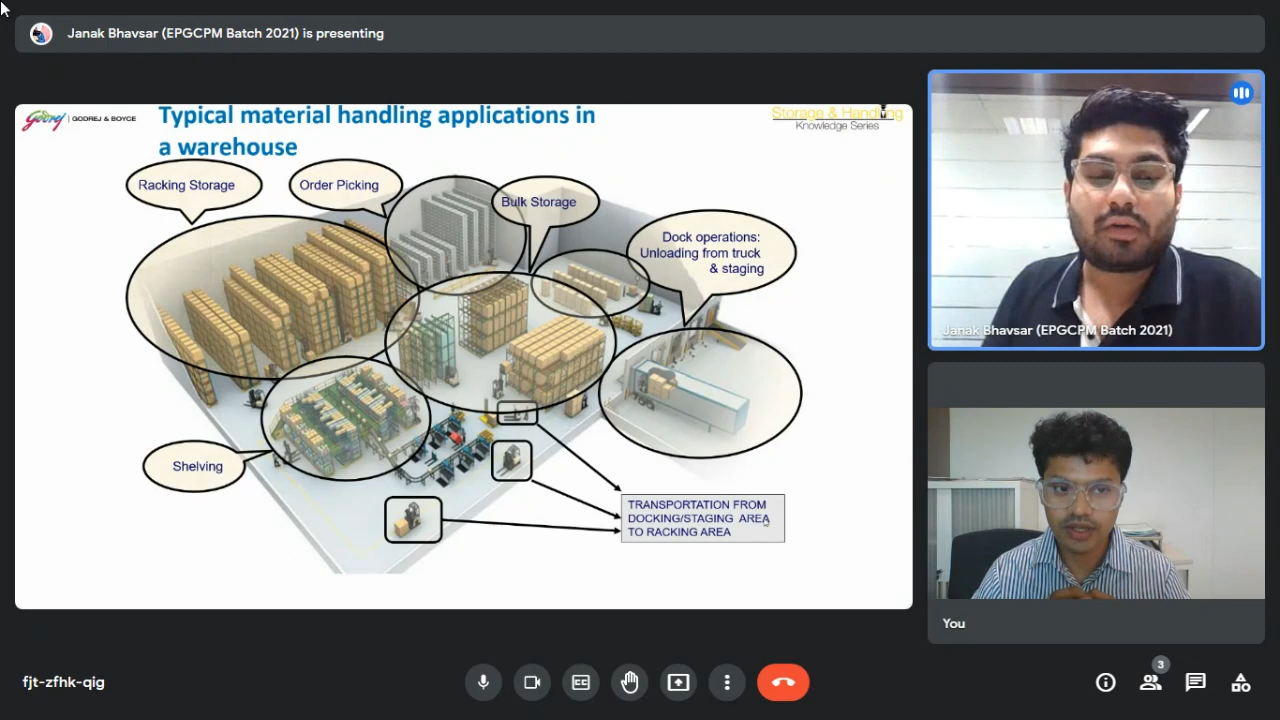 Janak Bhavsar (EPGCPM Batch 2021) is presenting
Godrej | GODREJ & BOYCE
Typical material handling applications in
a warehouse
Storage & Handling
Knowledge Series
Racking Storage
Order Picking
Bulk Storage
Dock operations:
Unloading from truck
& staging
Shelving
TRANSPORTATION FROM
DOCKING/STAGING AREA
TO RACKING AREA
Janak Bhavsar (EPGCPM Batch 2021)
You
fjt-zfhk-qig
CC
3